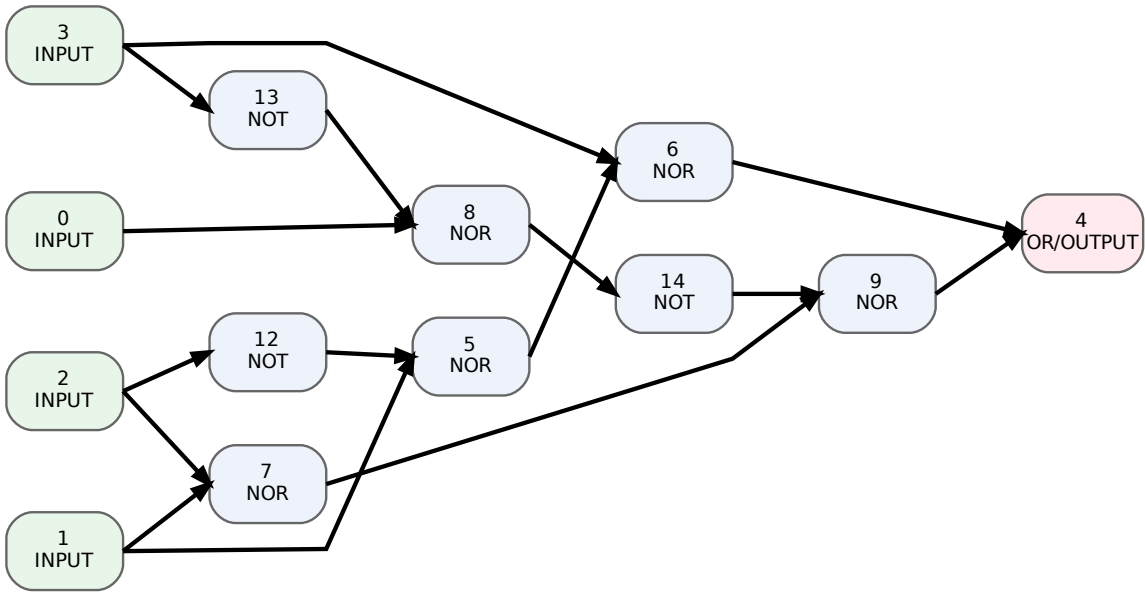 3
INPUT
13
NOT
6
NOR
0
INPUT
8
NOR
4
OR/OUTPUT
14
NOT
9
NOR
12
NOT
5
NOR
2
INPUT
7
NOR
1
INPUT